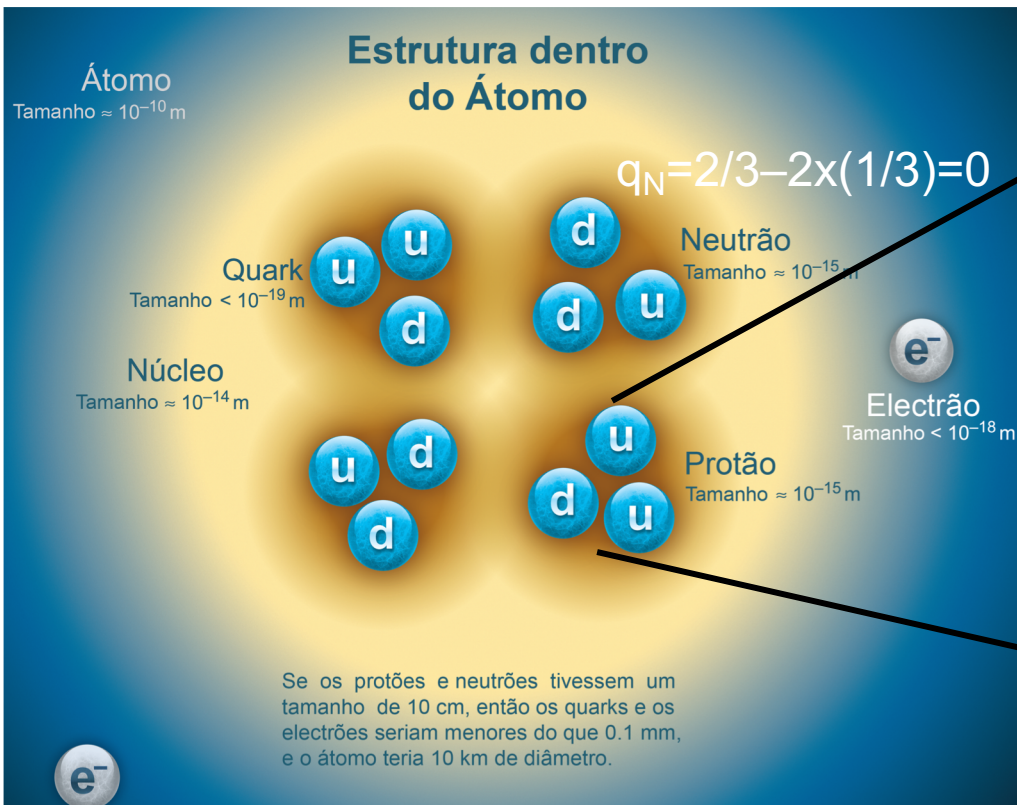 Estrutura dentro
do Átomo
Átomo
Tamanho ≈ 10⁻¹⁰ m
qN=2/3–2x(1/3)=0
u
u
d
Quark
Tamanho < 10⁻¹⁹ m
d
d
u
Neutrão
Tamanho ≈ 10⁻¹⁵ m
e⁻
Electrão
Tamanho < 10⁻¹⁸ m
Núcleo
Tamanho ≈ 10⁻¹⁴ m
u
d
d
u
d
u
Protão
Tamanho ≈ 10⁻¹⁵ m
Se os protões e neutrões tivessem um
tamanho de 10 cm, então os quarks e os
electrões seriam menores do que 0.1 mm,
e o átomo teria 10 km de diâmetro.
e⁻